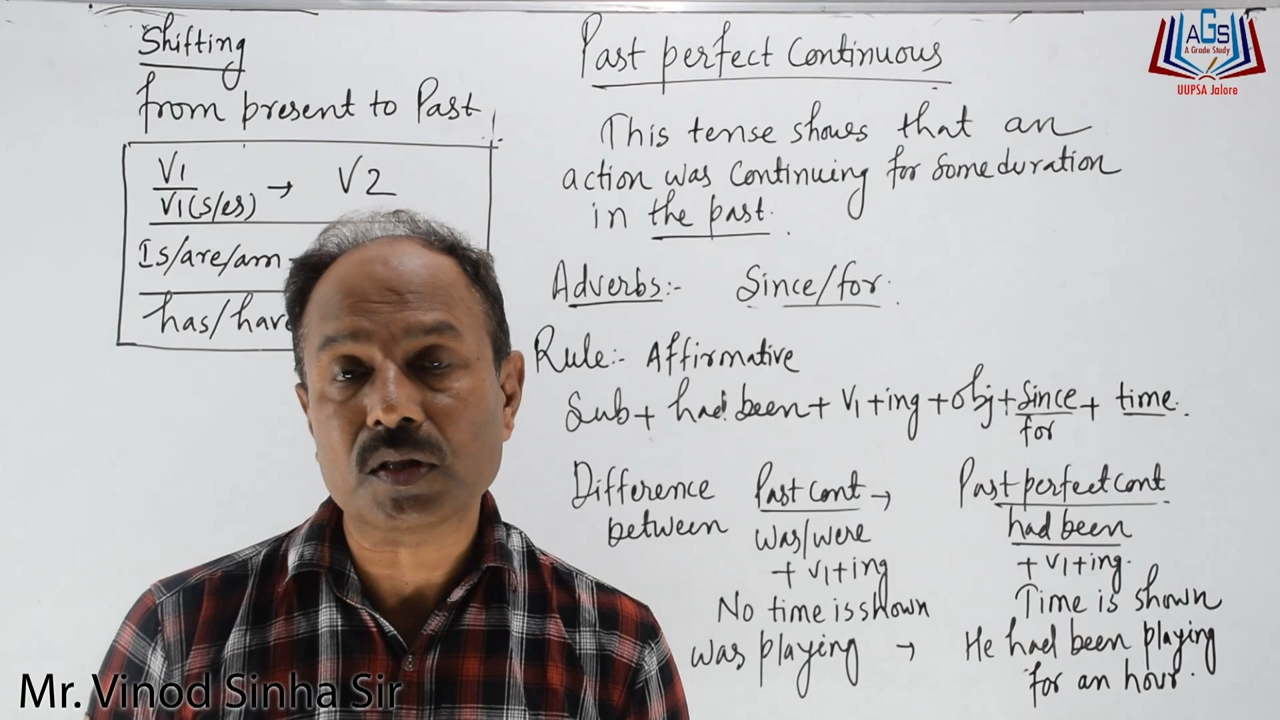 Shifting
from present to Past
V1
V1(s/es) → V2
Is/are/am
has/have
Past perfect Continuous
This tense shows that an
action was Continuing for Some duration
in the past.
Adverbs:- Since/for.
Rule:- Affirmative
Sub + had been + V1+ing + obj + Since + time.
for
Difference Past cont → Past perfect cont
between was/were had been
+ V1+ing + V1+ing.
No time is shown Time is shown
was playing → He had been playing
for an hour.
AGS
A Grade Study
UUPSA Jalore
Mr. Vinod Sinha Sir